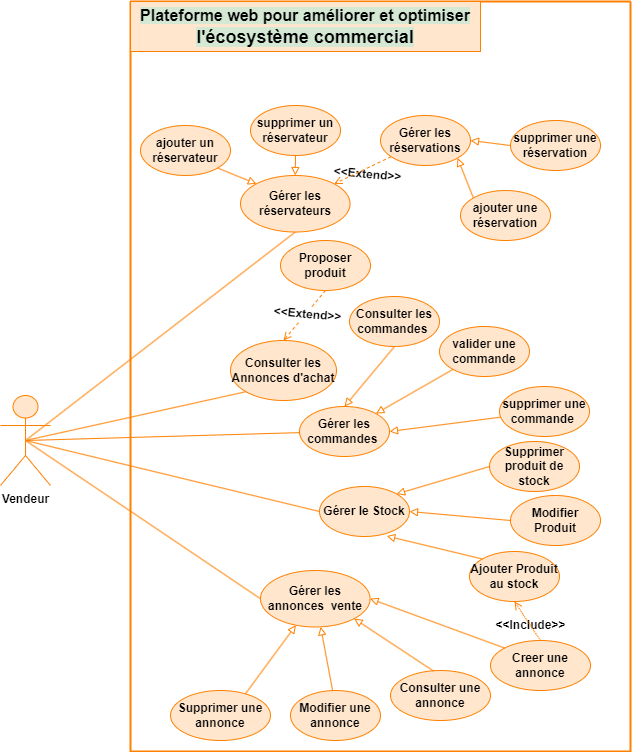 Plateforme web pour améliorer et optimiser
l'écosystème commercial
supprimer un
réservateur
ajouter un
réservateur
Gérer les
réservations
supprimer une
réservation
<<Extend>>
Gérer les
réservateurs
ajouter une
réservation
Proposer
produit
<<Extend>>
Consulter les
commandes
valider une
commande
Consulter les
Annonces d'achat
supprimer une
commande
Gérer les
commandes
Supprimer
produit de
stock
Vendeur
Gérer le Stock
Modifier
Produit
Ajouter Produit
au stock
Gérer les
annonces vente
<<Include>>
Creer une
annonce
Consulter une
annonce
Supprimer une
annonce
Modifier une
annonce